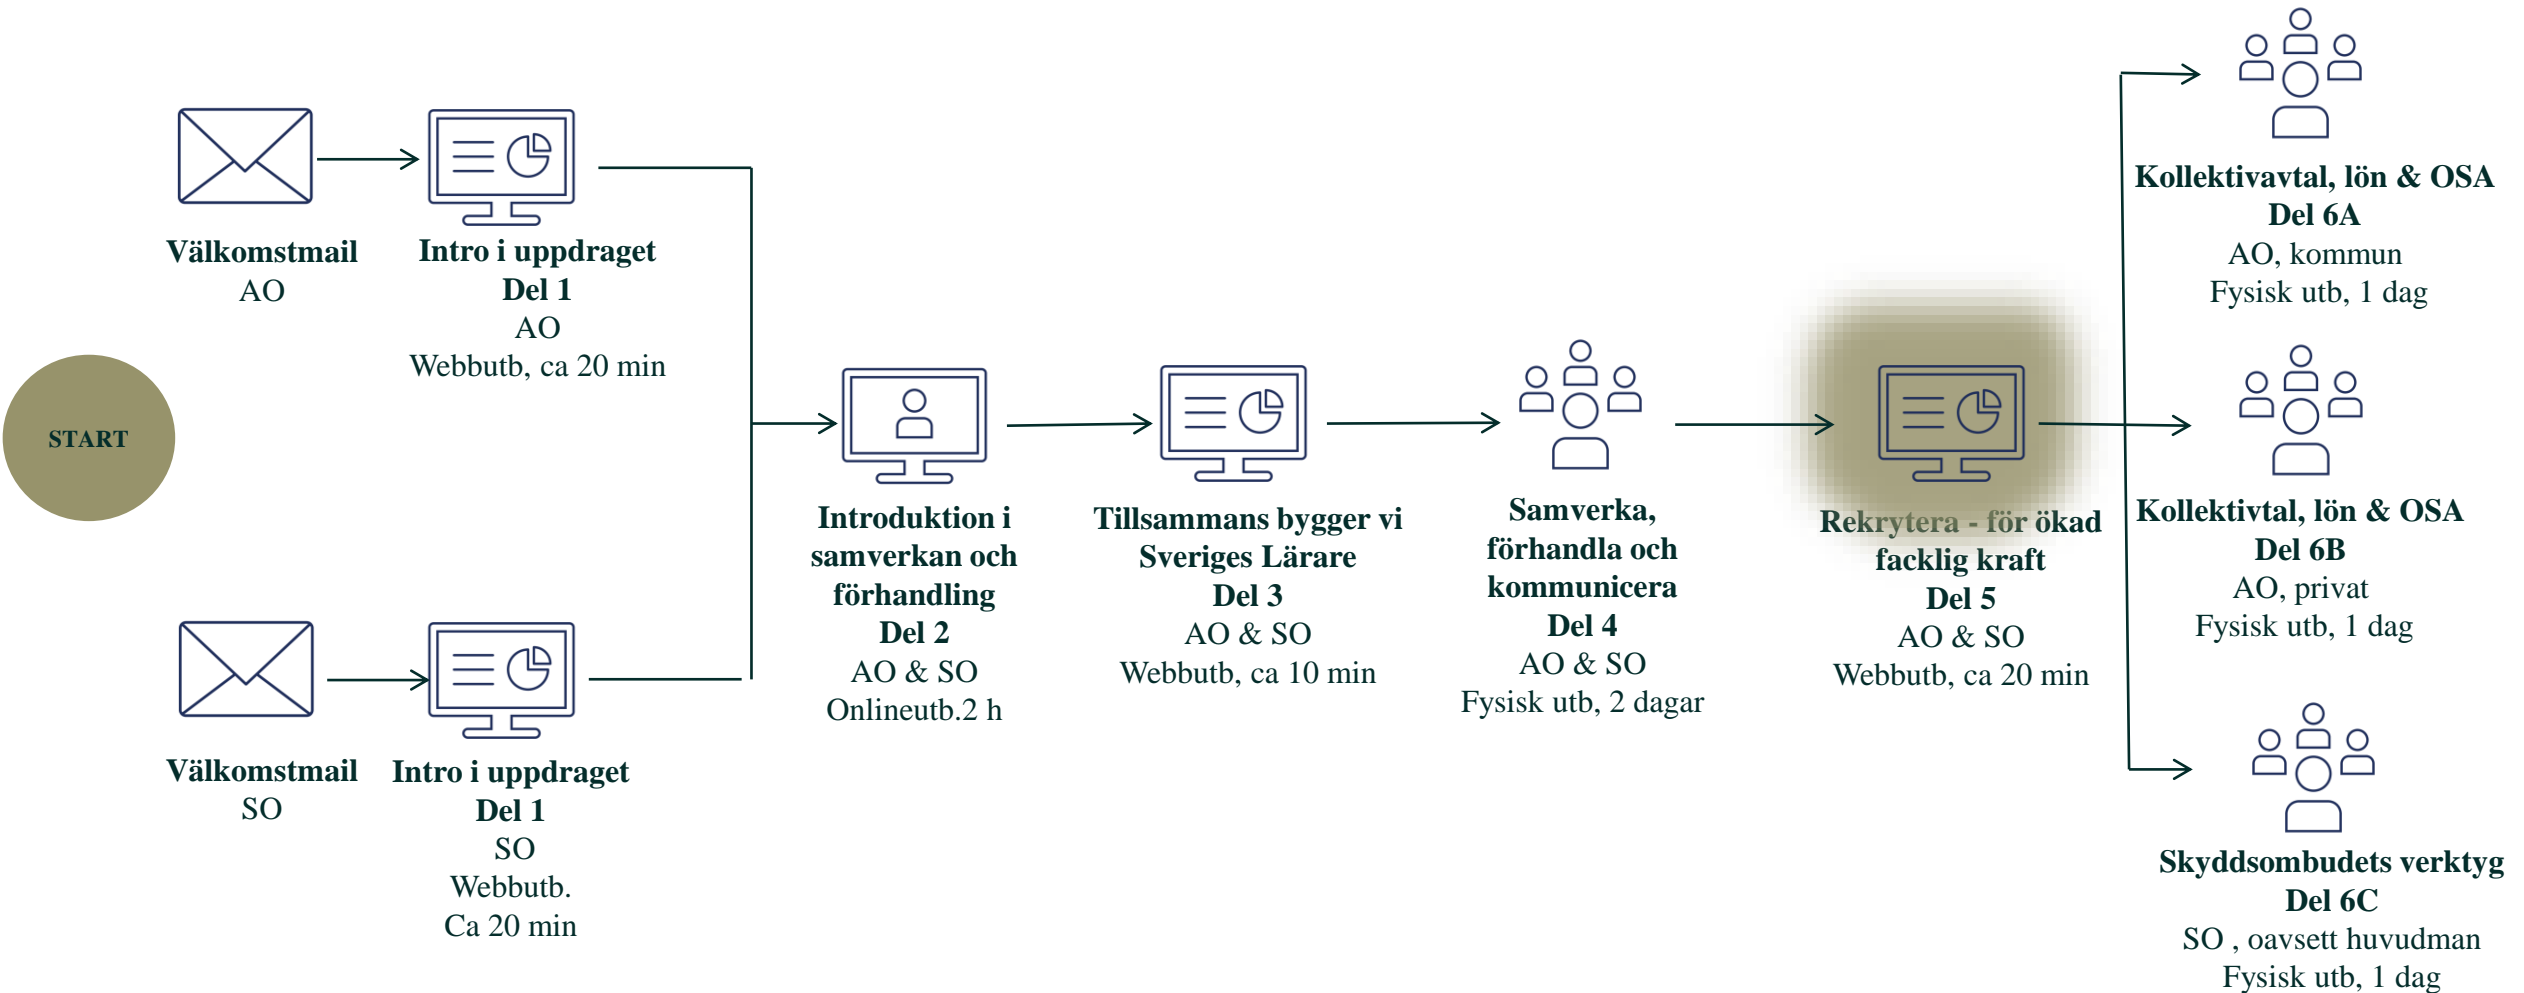 START
Välkomstmail
AO
Intro i uppdraget
Del 1
AO
Webbutb, ca 20 min
Välkomstmail
SO
Intro i uppdraget
Del 1
SO
Webbutb.
Ca 20 min
Introduktion i
samverkan och
förhandling
Del 2
AO & SO
Onlineutb.2 h
Tillsammans bygger vi
Sveriges Lärare
Del 3
AO & SO
Webbutb, ca 10 min
Samverka,
förhandla och
kommunicera
Del 4
AO & SO
Fysisk utb, 2 dagar
Rekrytera - för ökad
facklig kraft
Del 5
AO & SO
Webbutb, ca 20 min
Kollektivavtal, lön & OSA
Del 6A
AO, kommun
Fysisk utb, 1 dag
Kollektivtal, lön & OSA
Del 6B
AO, privat
Fysisk utb, 1 dag
Skyddsombudets verktyg
Del 6C
SO , oavsett huvudman
Fysisk utb, 1 dag